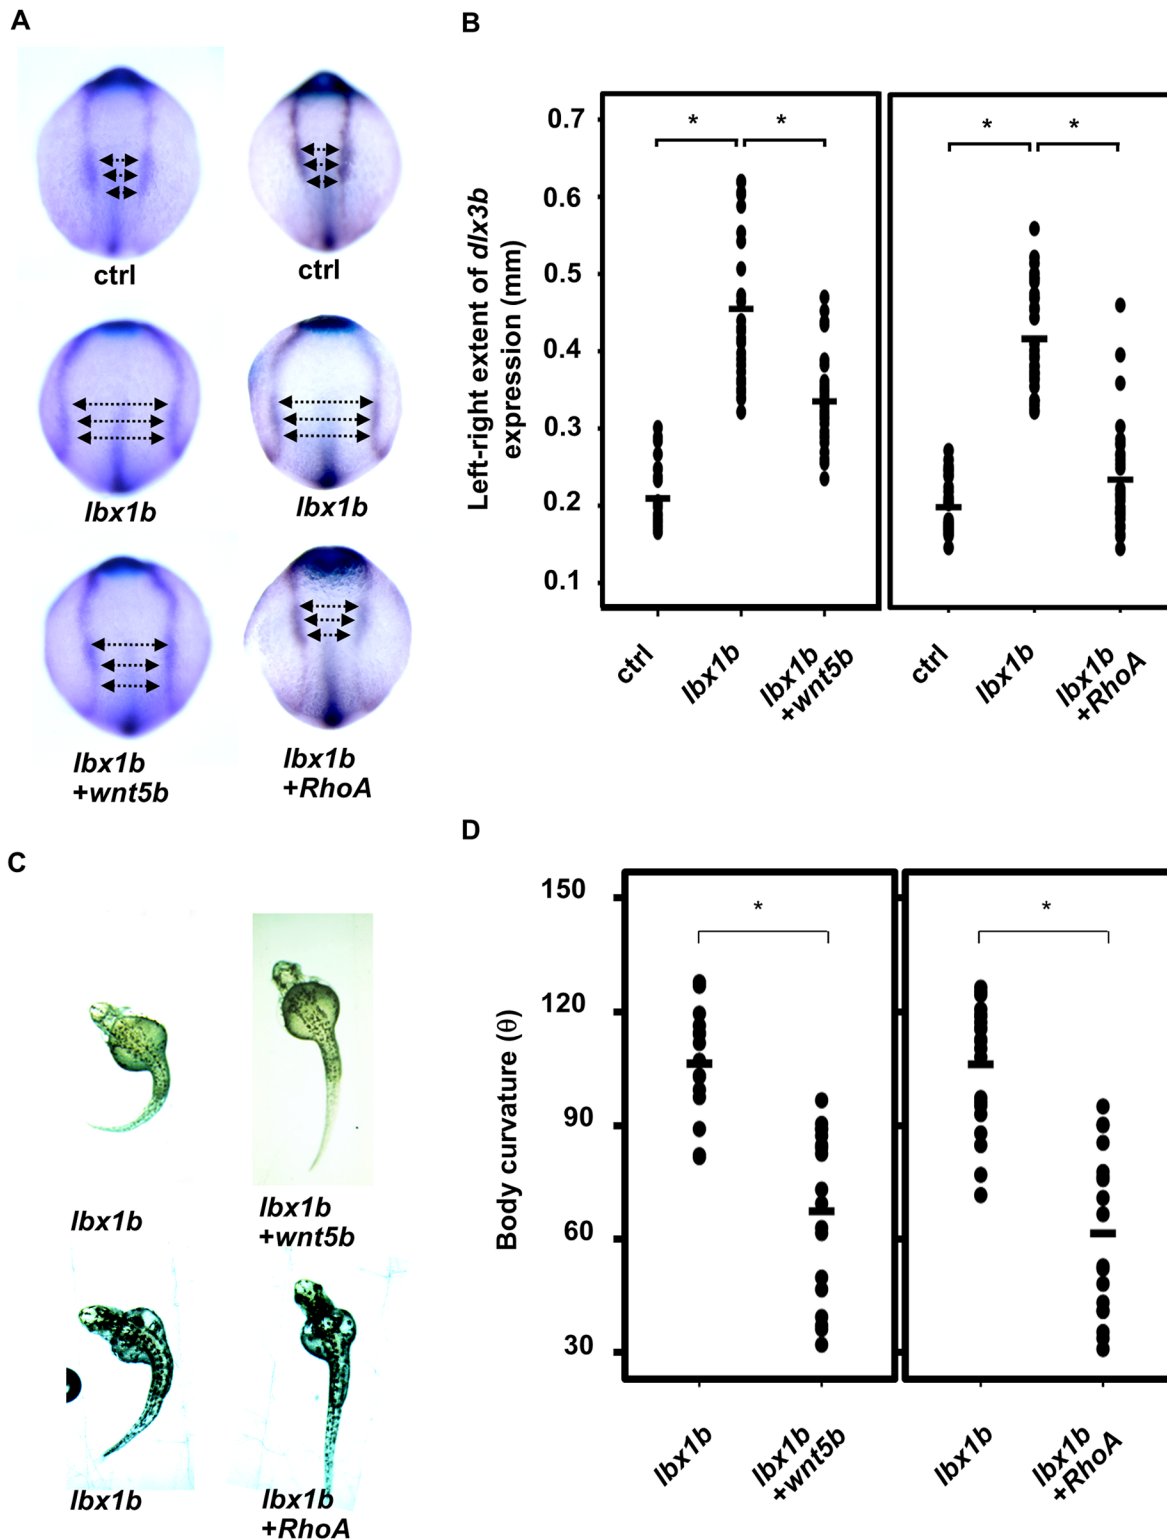 A
ctrl
ctrl
lbx1b
lbx1b
lbx1b
+wnt5b
lbx1b
+RhoA
B
Left-right extent of dlx3b
expression (mm)
0.7
0.6
0.5
0.4
0.3
0.2
0.1
*
*
*
*
ctrl
lbx1b
lbx1b
+wnt5b
ctrl
lbx1b
lbx1b
+RhoA
C
lbx1b
lbx1b
+wnt5b
lbx1b
lbx1b
+RhoA
D
Body curvature (θ)
150
120
90
60
30
*
*
lbx1b
lbx1b
+wnt5b
lbx1b
lbx1b
+RhoA